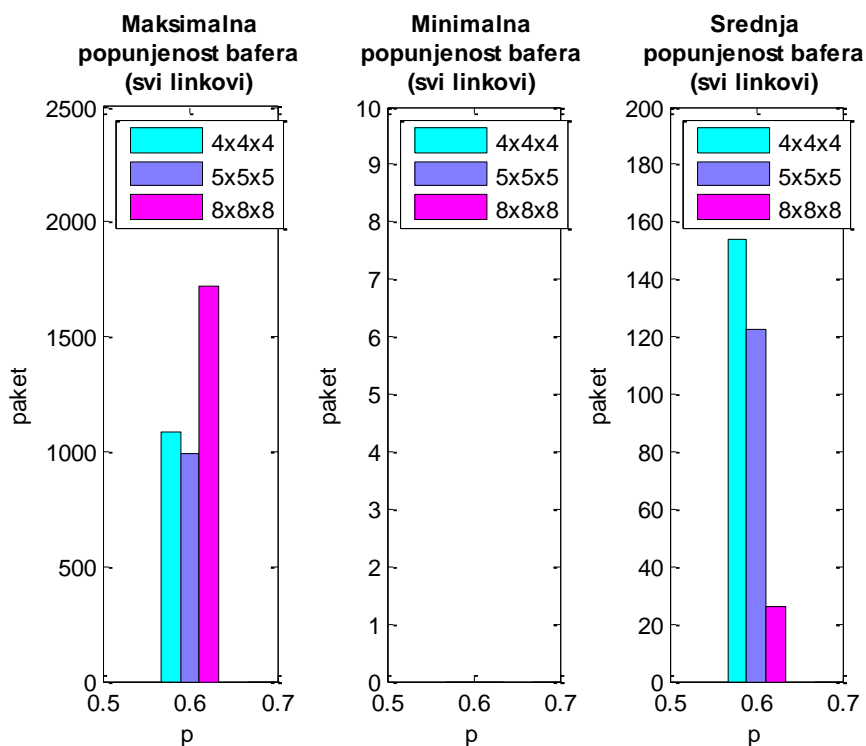 Maksimalna
popunjenost bafera
(svi linkovi)
2500
2000
1500
1000
500
0
paket
4x4x4
5x5x5
8x8x8
0.5 0.6 0.7
p
Minimalna
popunjenost bafera
(svi linkovi)
10
9
8
7
6
5
4
3
2
1
0
paket
4x4x4
5x5x5
8x8x8
0.5 0.6 0.7
p
Srednja
popunjenost bafera
(svi linkovi)
200
180
160
140
120
100
80
60
40
20
0
paket
4x4x4
5x5x5
8x8x8
0.5 0.6 0.7
p